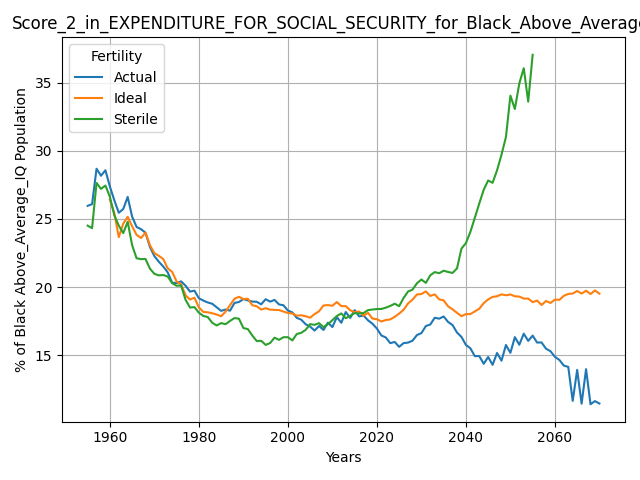 Score_2_in_EXPENDITURE_FOR_SOCIAL_SECURITY_for_Black_Above_Average
Fertility
Actual
Ideal
Sterile
% of Black Above_Average_IQ Population
35
30
25
20
15
1960
1980
2000
2020
2040
2060
Years